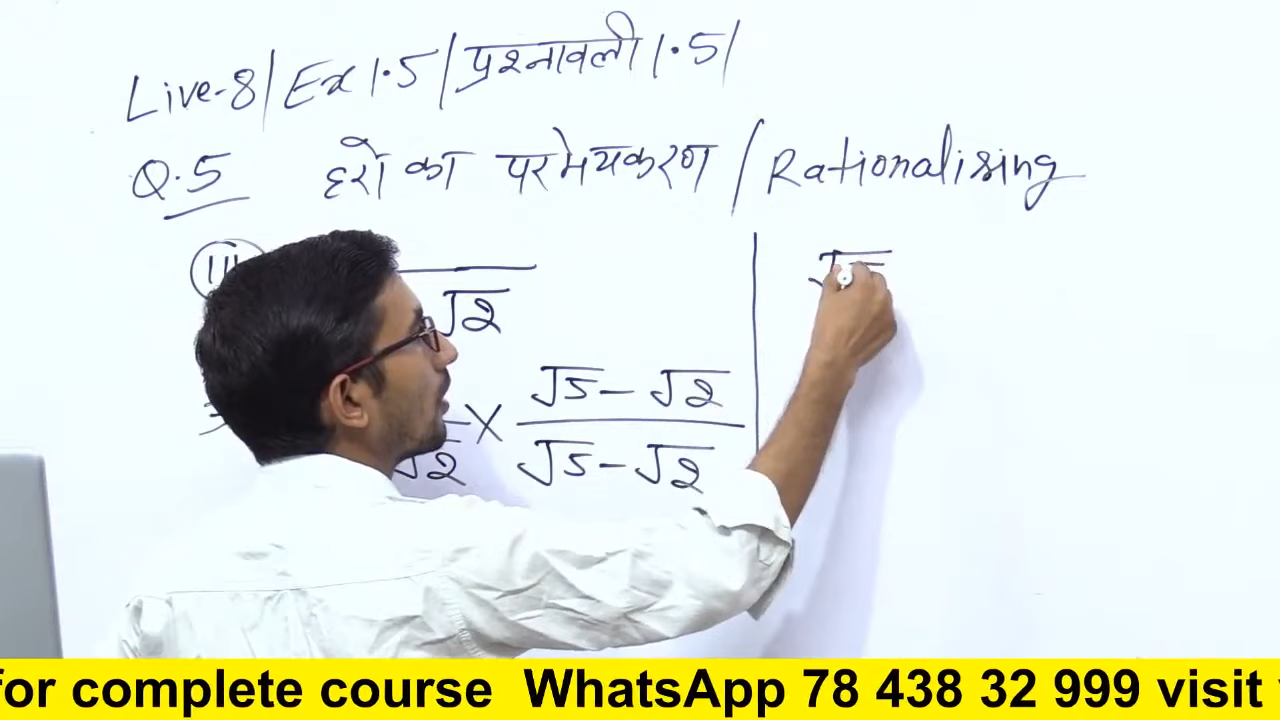 Live-8/ Ex 1.5/ प्रश्नावली 1.5/
Q.5 हरों का परिमेयकरण / Rationalising
√2
√2 × √5 - √2
√5 - √2
for complete course WhatsApp 78 438 32 999 visit